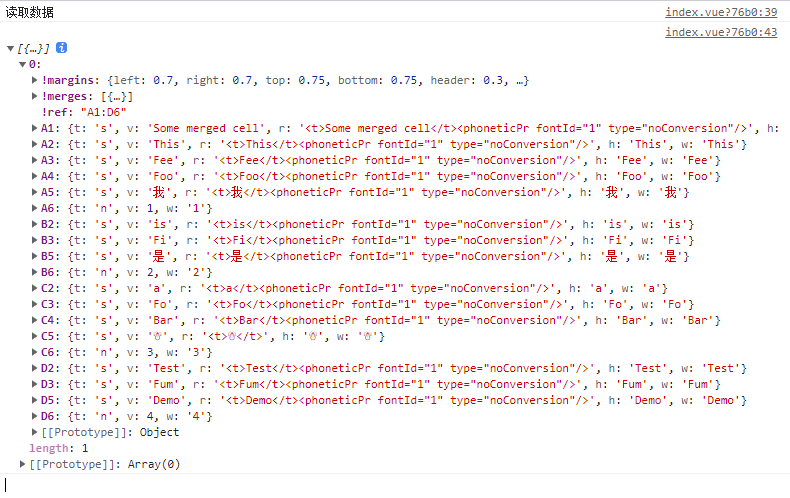 读取数据 index.vue?76b0:39
index.vue?76b0:43
▼[{…}] i
▼0:
▶!margins: {left: 0.7, right: 0.7, top: 0.75, bottom: 0.75, header: 0.3, …}
▶!merges: [{…}]
!ref: "A1:D6"
▶A1: {t: 's', v: 'Some merged cell', r: '<t>Some merged cell</t><phoneticPr fontId="1" type="noConversion"/>', h:
▶A2: {t: 's', v: 'This', r: '<t>This</t><phoneticPr fontId="1" type="noConversion"/>', h: 'This', w: 'This'}
▶A3: {t: 's', v: 'Fee', r: '<t>Fee</t><phoneticPr fontId="1" type="noConversion"/>', h: 'Fee', w: 'Fee'}
▶A4: {t: 's', v: 'Foo', r: '<t>Foo</t><phoneticPr fontId="1" type="noConversion"/>', h: 'Foo', w: 'Foo'}
▶A5: {t: 's', v: '我', r: '<t>我</t><phoneticPr fontId="1" type="noConversion"/>', h: '我', w: '我'}
▶A6: {t: 'n', v: 1, w: '1'}
▶B2: {t: 's', v: 'is', r: '<t>is</t><phoneticPr fontId="1" type="noConversion"/>', h: 'is', w: 'is'}
▶B3: {t: 's', v: 'Fi', r: '<t>Fi</t><phoneticPr fontId="1" type="noConversion"/>', h: 'Fi', w: 'Fi'}
▶B5: {t: 's', v: '是', r: '<t>是</t><phoneticPr fontId="1" type="noConversion"/>', h: '是', w: '是'}
▶B6: {t: 'n', v: 2, w: '2'}
▶C2: {t: 's', v: 'a', r: '<t>a</t><phoneticPr fontId="1" type="noConversion"/>', h: 'a', w: 'a'}
▶C3: {t: 's', v: 'Fo', r: '<t>Fo</t><phoneticPr fontId="1" type="noConversion"/>', h: 'Fo', w: 'Fo'}
▶C4: {t: 's', v: 'Bar', r: '<t>Bar</t><phoneticPr fontId="1" type="noConversion"/>', h: 'Bar', w: 'Bar'}
▶C5: {t: 's', v: '☃', r: '<t>☃</t>', h: '☃', w: '☃'}
▶C6: {t: 'n', v: 3, w: '3'}
▶D2: {t: 's', v: 'Test', r: '<t>Test</t><phoneticPr fontId="1" type="noConversion"/>', h: 'Test', w: 'Test'}
▶D3: {t: 's', v: 'Fum', r: '<t>Fum</t><phoneticPr fontId="1" type="noConversion"/>', h: 'Fum', w: 'Fum'}
▶D5: {t: 's', v: 'Demo', r: '<t>Demo</t><phoneticPr fontId="1" type="noConversion"/>', h: 'Demo', w: 'Demo'}
▶D6: {t: 'n', v: 4, w: '4'}
▶[[Prototype]]: Object
length: 1
▶[[Prototype]]: Array(0)